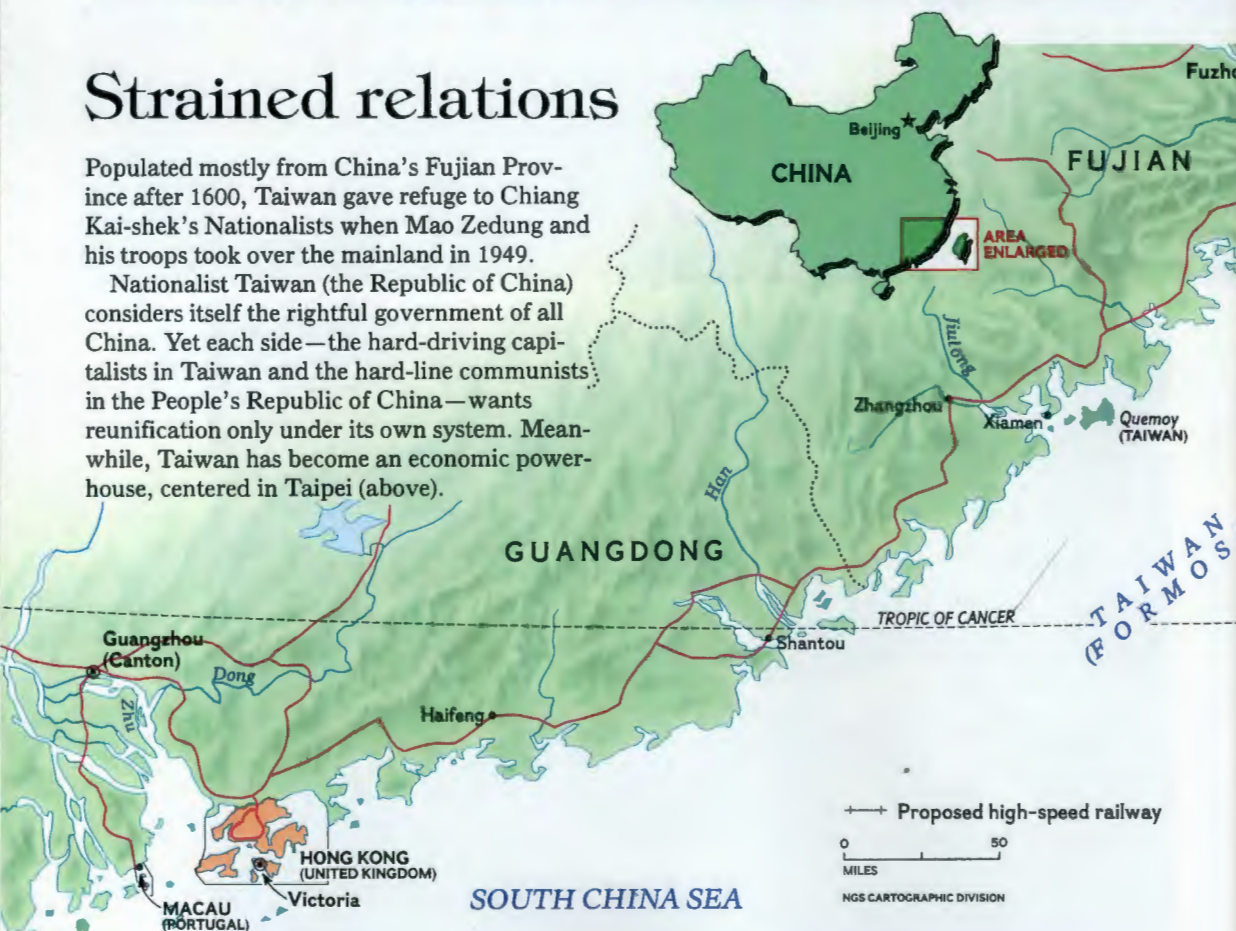 Strained relations
Populated mostly from China's Fujian Prov-
ince after 1600, Taiwan gave refuge to Chiang
Kai-shek's Nationalists when Mao Zedung and
his troops took over the mainland in 1949.
Nationalist Taiwan (the Republic of China)
considers itself the rightful government of all
China. Yet each side—the hard-driving capi-
talists in Taiwan and the hard-line communists
in the People's Republic of China—wants
reunification only under its own system. Mean-
while, Taiwan has become an economic power-
house, centered in Taipei (above).
Beijing
CHINA
AREA
ENLARGED
Fuzho
FUJIAN
Jiulong
Zhangzhou
Xiamen
Quemoy
(TAIWAN)
Han
GUANGDONG
TAIWAN
(FORMOS
TROPIC OF CANCER
Shantou
Guangzhou
(Canton)
Dong
Zhu
Haifeng
HONG KONG
(UNITED KINGDOM)
Victoria
MACAU
(PORTUGAL)
SOUTH CHINA SEA
Proposed high-speed railway
0 50
MILES
NGS CARTOGRAPHIC DIVISION